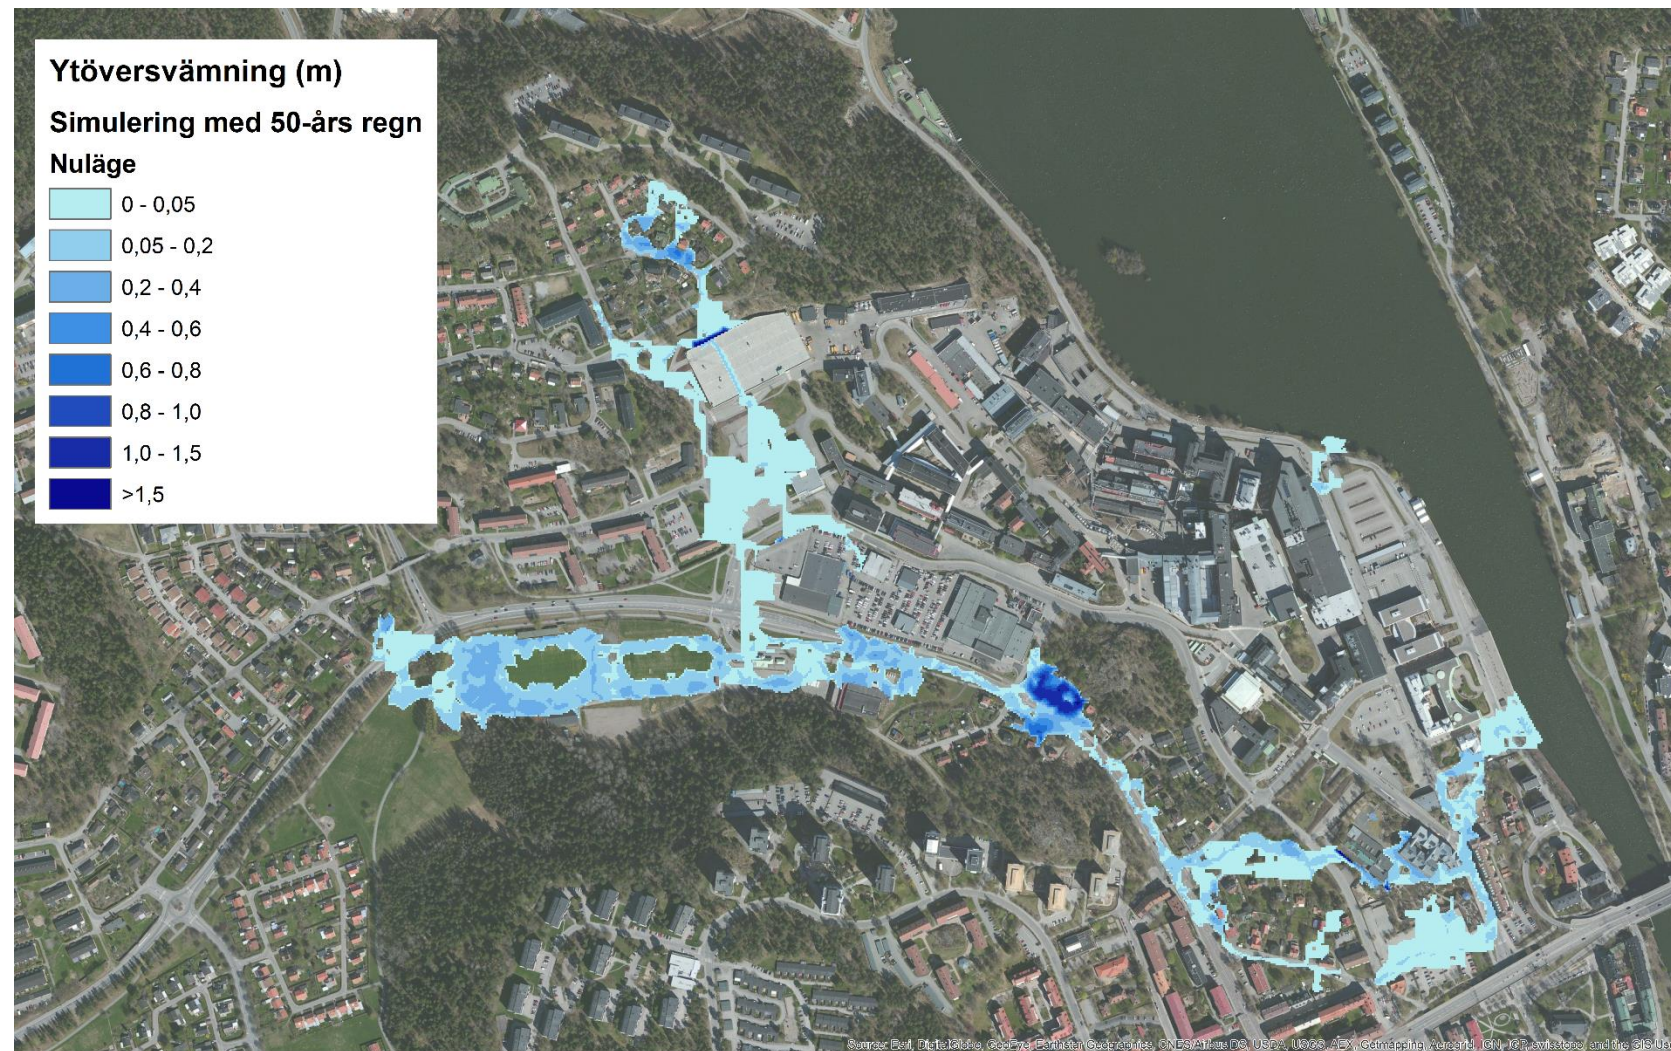 Ytöversvämning (m)
Simulering med 50-års regn
Nuläge
0 - 0,05
0,05 - 0,2
0,2 - 0,4
0,4 - 0,6
0,6 - 0,8
0,8 - 1,0
1,0 - 1,5
>1,5
Source: Esri, DigitalGlobe, GeoEye, Earthstar Geographics, CNES/Airbus DS, USDA, USGS, AEX, Getmapping, Aerogrid, IGN, IGP, swisstopo, and the GIS Us